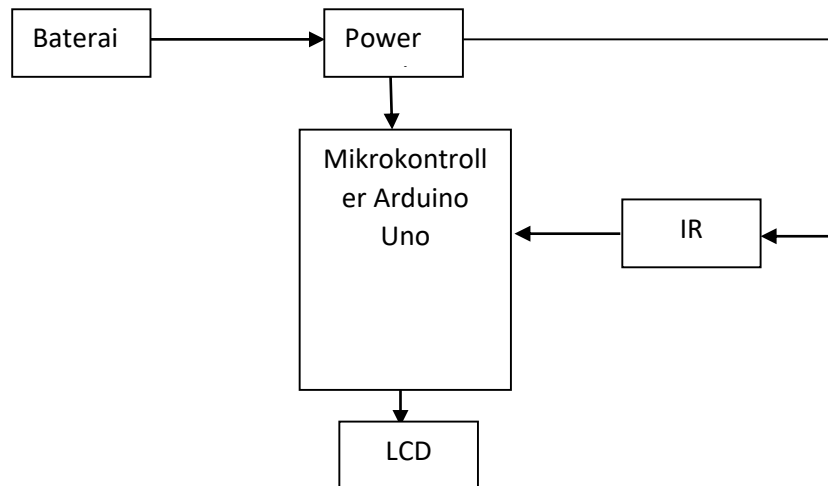 Baterai
Power
Mikrokontroll
er Arduino
Uno
IR
LCD